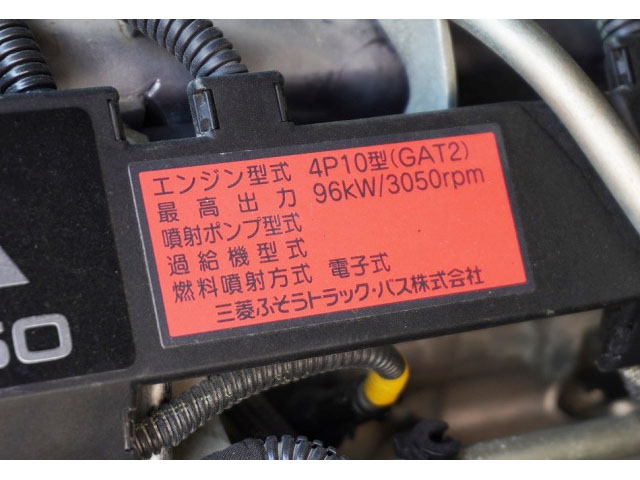 エンジン型式 4P10型(GAT2)
最高出力 96kW/3050rpm
噴射ポンプ型式
過給機型式
燃料噴射方式 電子式
三菱ふそうトラック・バス株式会社